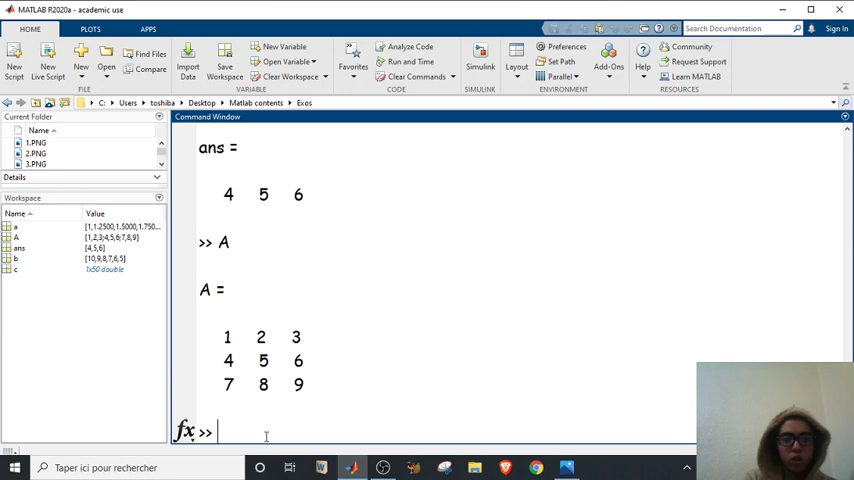 MATLAB R2020a - academic use
HOME PLOTS APPS Search Documentation Sign In
New Script New Live Script New Open Find Files Compare Import Data Save Workspace New Variable Open Variable Clear Workspace Favorites Analyze Code Run and Time Clear Commands Simulink Layout Preferences Set Path Parallel Add-Ons Help Community Request Support Learn MATLAB
FILE VARIABLE CODE SIMULINK ENVIRONMENT RESOURCES
C: Users toshiba Desktop Matlab contents Exos
Current Folder
Name
1.PNG
2.PNG
3.PNG
Details
Workspace
Name Value
a [1,1.2500,1.5000,1.750...
A [1,2,3;4,5,6;7,8,9]
ans [4,5,6]
b [10,9,8,7,6,5]
c 1x50 double
Command Window
ans =
4 5 6
>> A
A =
1 2 3
4 5 6
7 8 9
fx >>
Taper ici pour rechercher